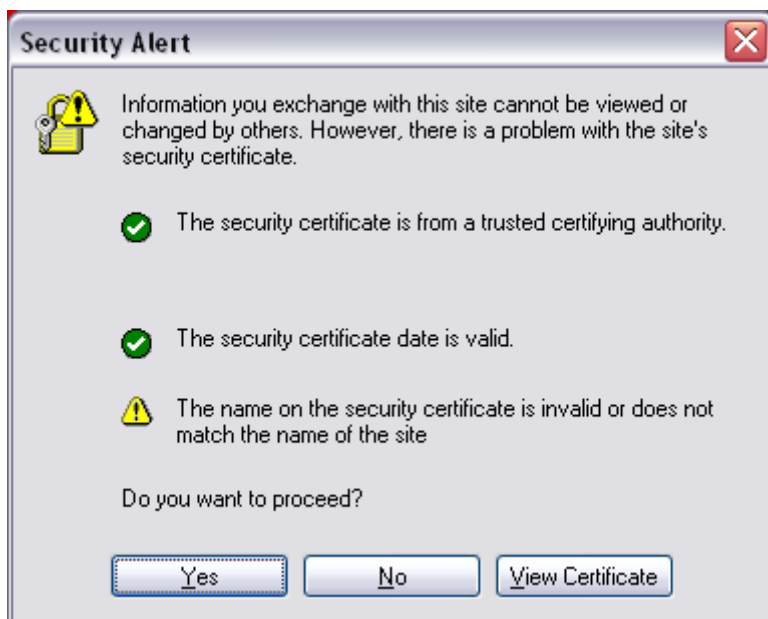 Security Alert
Information you exchange with this site cannot be viewed or
changed by others. However, there is a problem with the site's
security certificate.
The security certificate is from a trusted certifying authority.
The security certificate date is valid.
The name on the security certificate is invalid or does not
match the name of the site
Do you want to proceed?
Yes No View Certificate